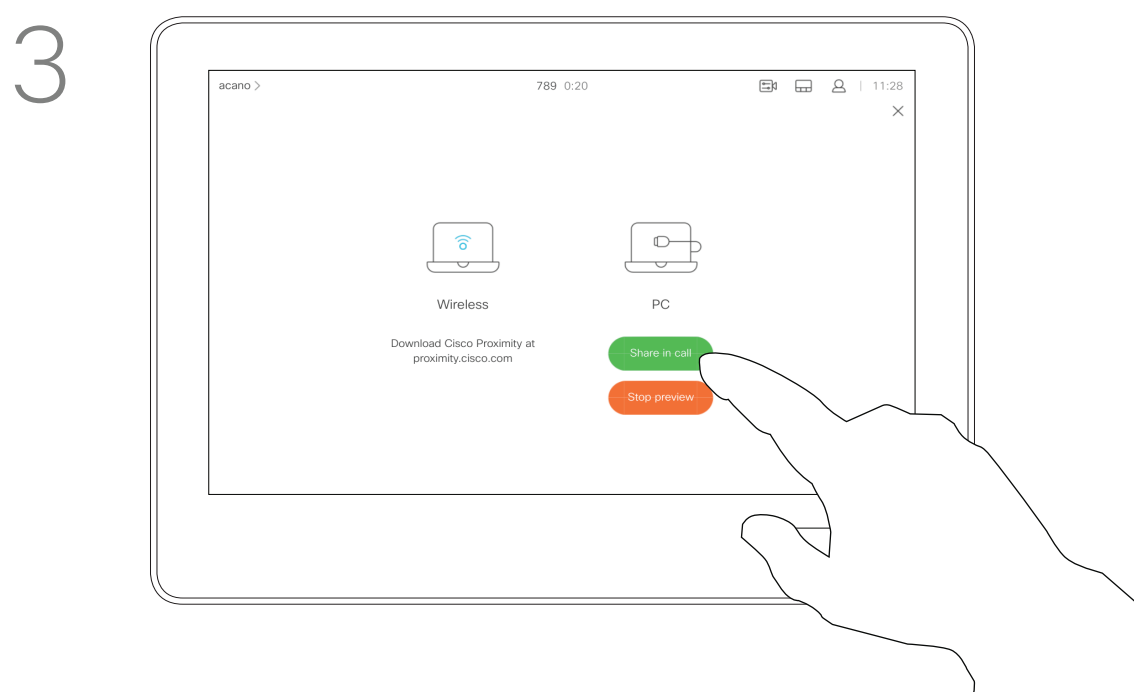 3
acano >
789 0:20
11:28
Wireless
PC
Download Cisco Proximity at
proximity.cisco.com
Share in call
Stop preview